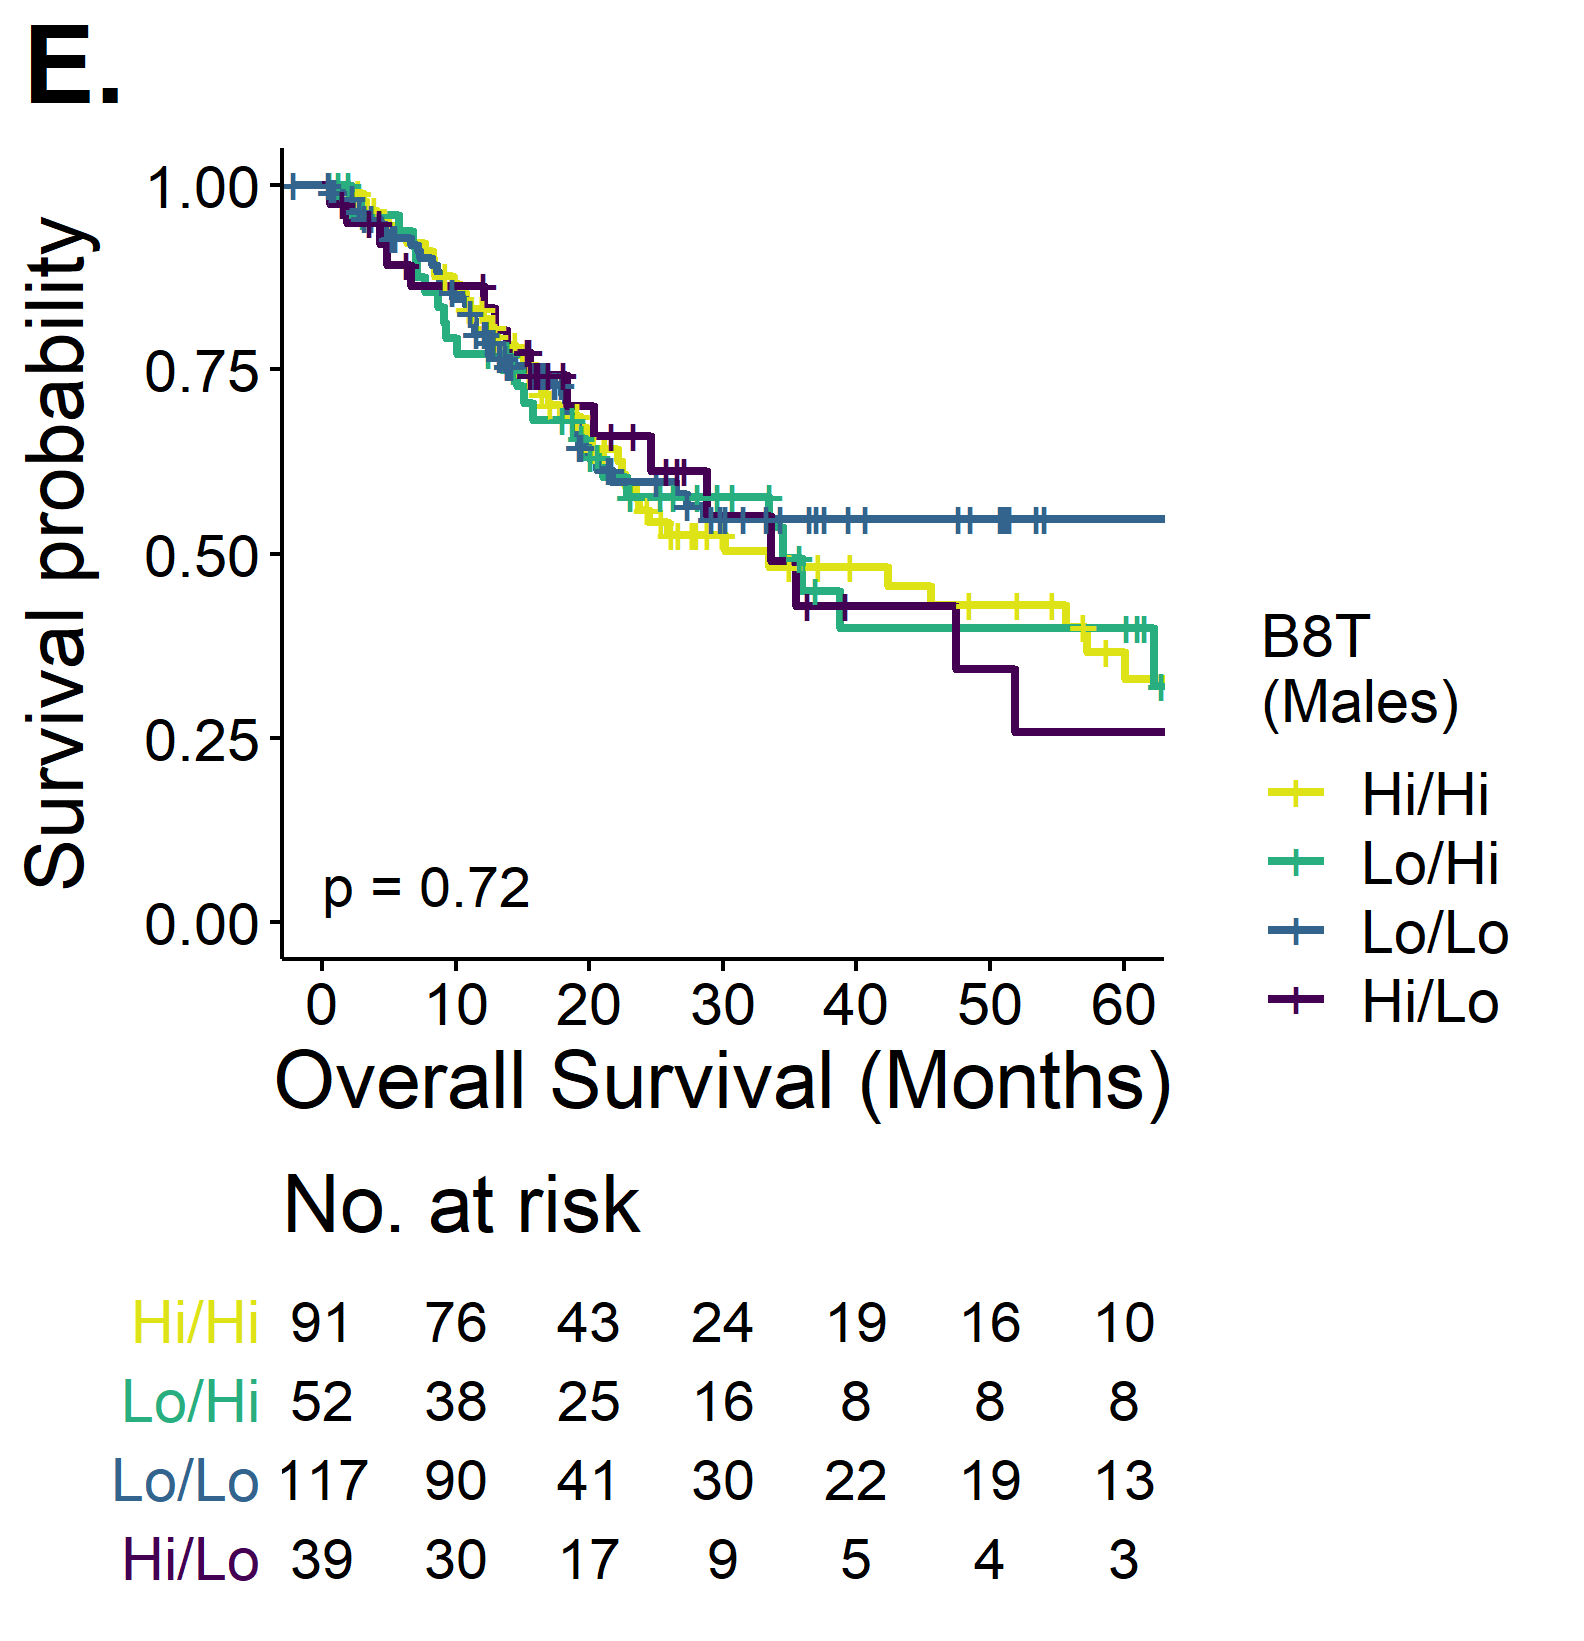 E.
Survival probability
1.00
0.75
0.50
0.25
0.00
p = 0.72
0 10 20 30 40 50 60
Overall Survival (Months)
B8T
(Males)
Hi/Hi
Lo/Hi
Lo/Lo
Hi/Lo
No. at risk
Hi/Hi 91 76 43 24 19 16 10
Lo/Hi 52 38 25 16 8 8 8
Lo/Lo 117 90 41 30 22 19 13
Hi/Lo 39 30 17 9 5 4 3